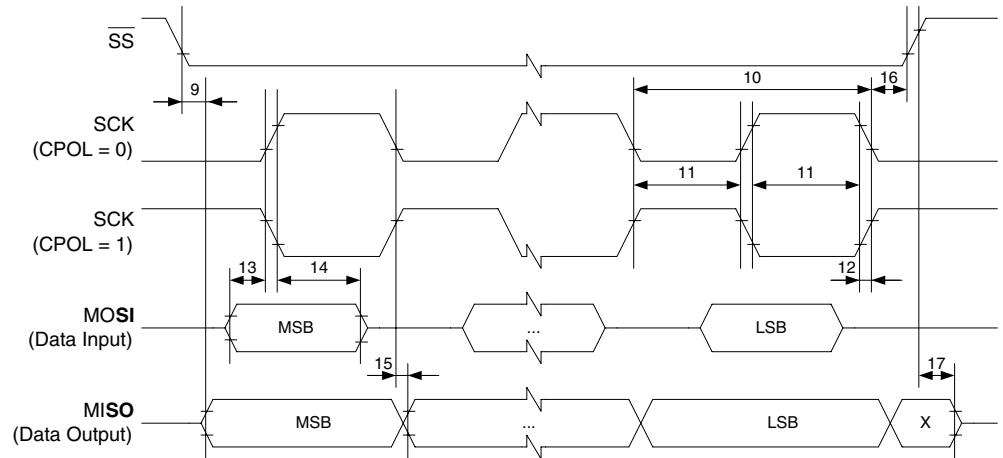 SS
9
10
16
SCK
(CPOL = 0)
11
11
SCK
(CPOL = 1)
13
14
12
MOSI
(Data Input)
MSB
...
LSB
15
17
MISO
(Data Output)
MSB
...
LSB
X